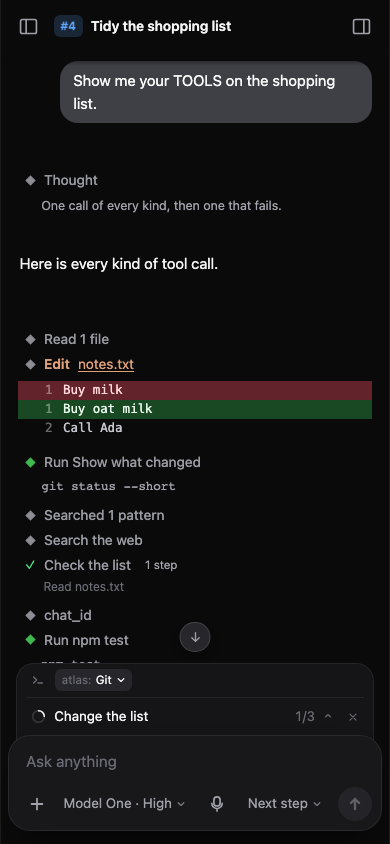 #4 Tidy the shopping list
Show me your TOOLS on the shopping
list.
Thought
One call of every kind, then one that fails.
Here is every kind of tool call.
Read 1 file
Edit notes.txt
1 Buy milk
1 Buy oat milk
2 Call Ada
Run Show what changed
git status --short
Searched 1 pattern
Search the web
Check the list 1 step
Read notes.txt
chat_id
Run npm test
atlas: Git
Change the list 1/3
Ask anything
Model One · High
Next step